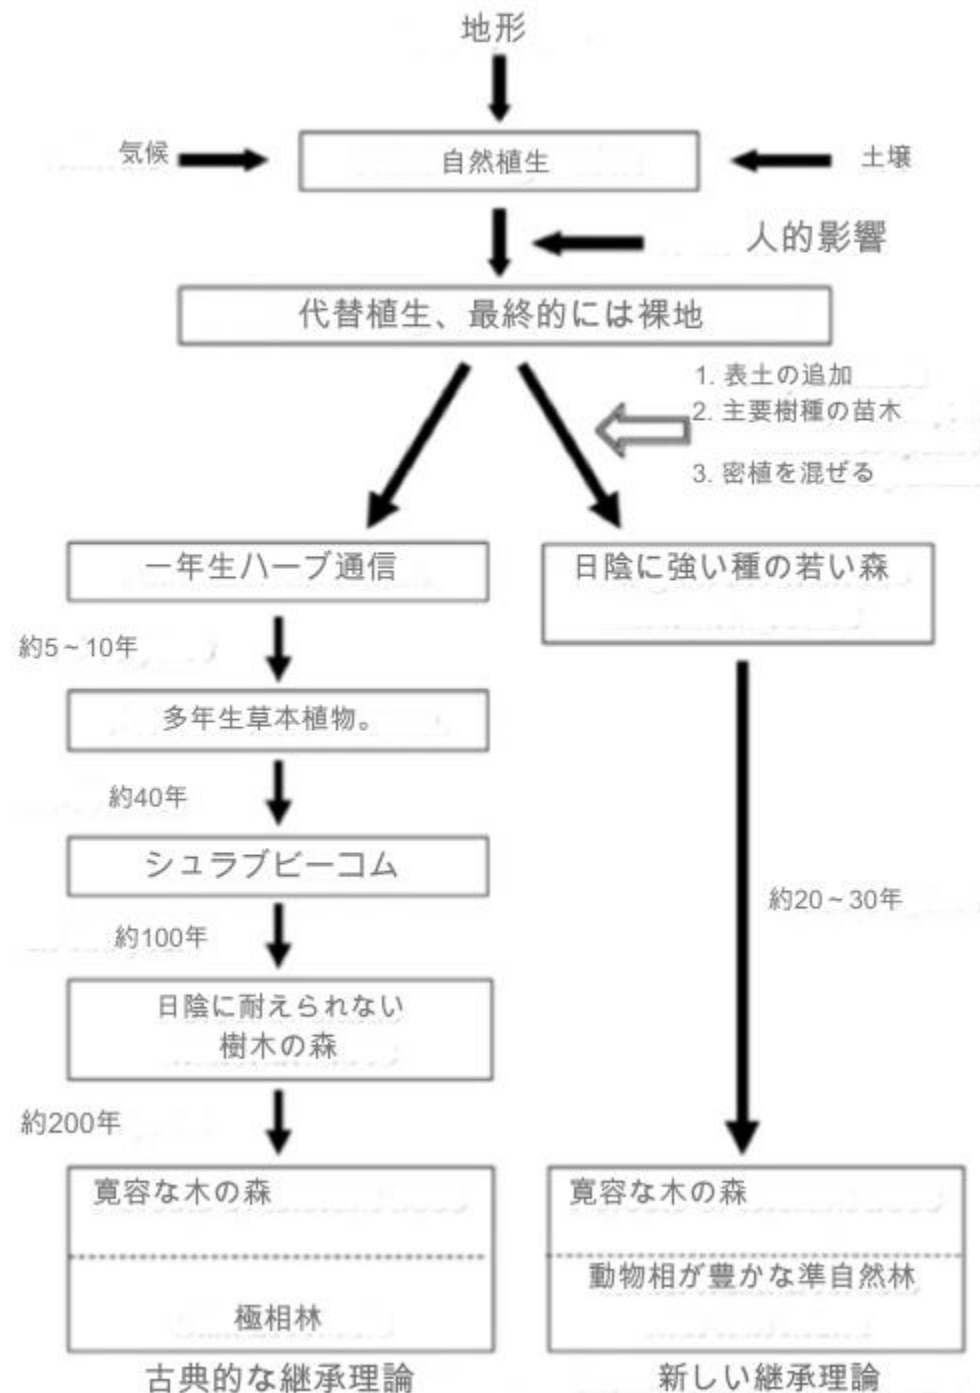 地形
気候
自然植生
土壌
人的影響
代替植生、最終的には裸地
1. 表土の追加
2. 主要樹種の苗木
3. 密植を混ぜる
一年生ハーブ通信
日陰に強い種の若い森
約5～10年
多年生草本植物。
約40年
シュラブビーコム
約100年
約20～30年
日陰に耐えられない
樹木の森
約200年
寛容な木の森
極相林
古典的な継承理論
寛容な木の森
動物相が豊かな準自然林
新しい継承理論